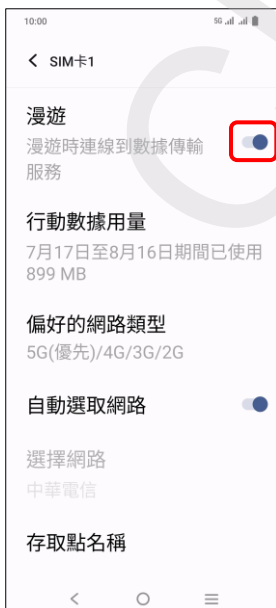 10:00
5G
SIM卡1
漫遊
漫遊時連線到數據傳輸
服務
行動數據用量
7月17日至8月16日期間已使用
899 MB
偏好的網路類型
5G(優先)/4G/3G/2G
自動選取網路
選擇網路
中華電信
存取點名稱